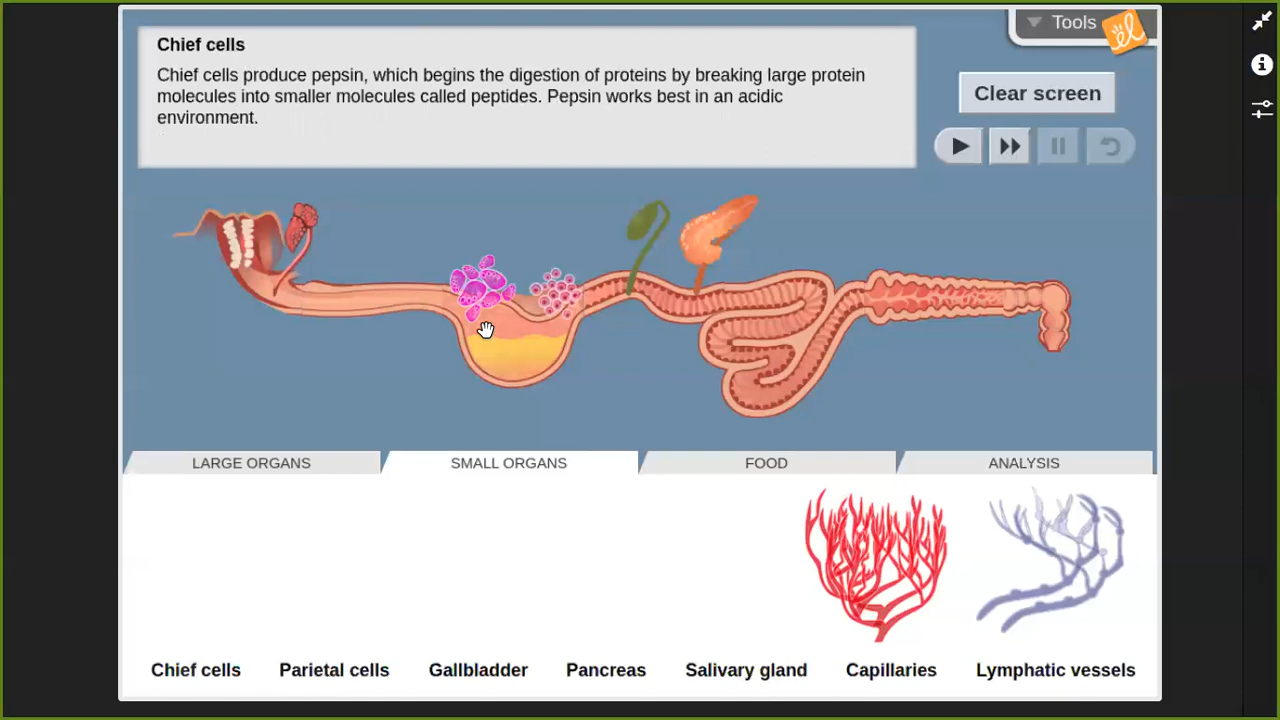 Tools
Chief cells
Chief cells produce pepsin, which begins the digestion of proteins by breaking large protein
molecules into smaller molecules called peptides. Pepsin works best in an acidic
environment.
Clear screen
LARGE ORGANS
SMALL ORGANS
FOOD
ANALYSIS
Chief cells
Parietal cells
Gallbladder
Pancreas
Salivary gland
Capillaries
Lymphatic vessels